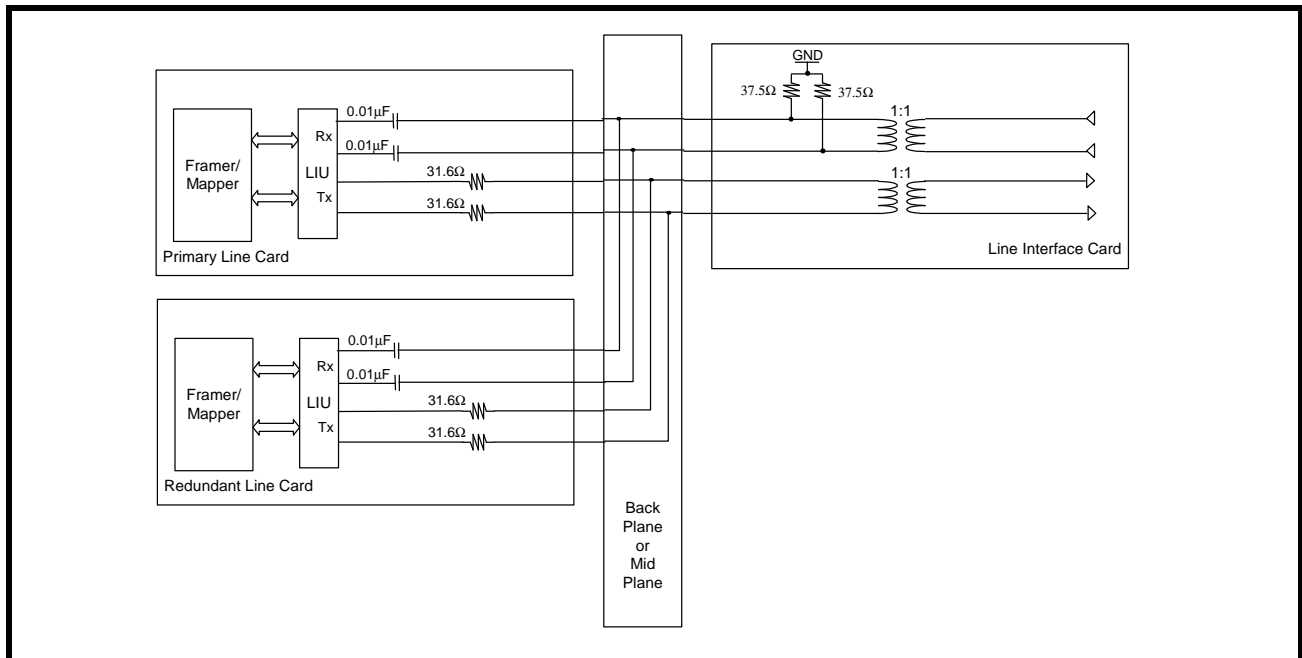 GND
37.5Ω 37.5Ω
1:1
0.01μF
Rx
0.01μF
Framer/
Mapper
LIU
31.6Ω
Tx
31.6Ω
1:1
Primary Line Card
Line Interface Card
0.01μF
Rx
0.01μF
Framer/
Mapper
LIU
31.6Ω
Tx
31.6Ω
Redundant Line Card
Back
Plane
or
Mid
Plane